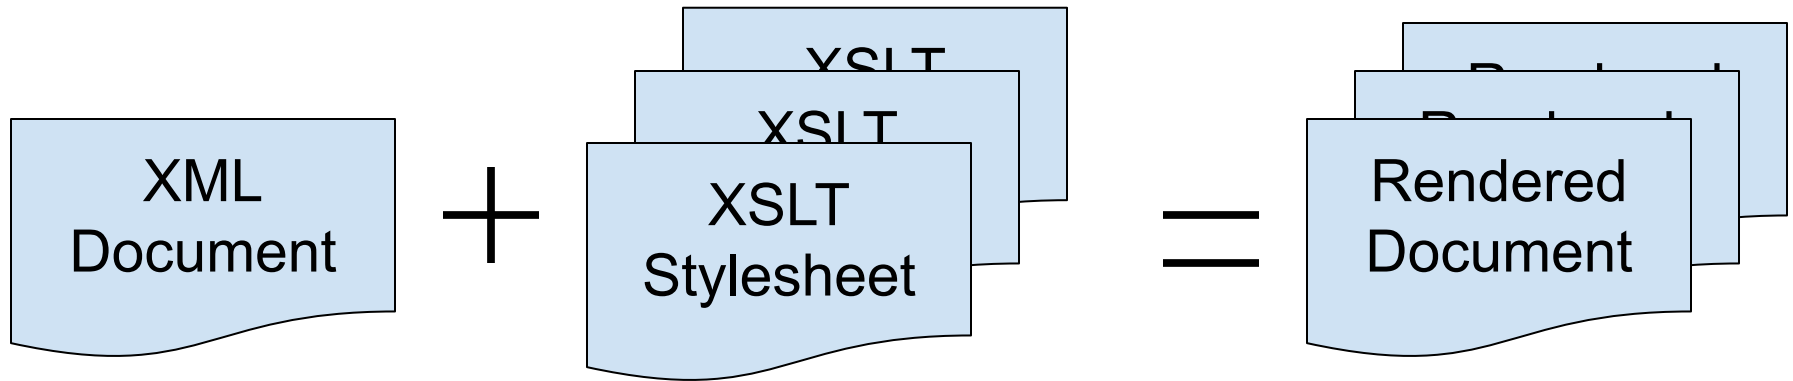 XML
Document
XSLT
XSLT
XSLT
Stylesheet
Rendered
Document